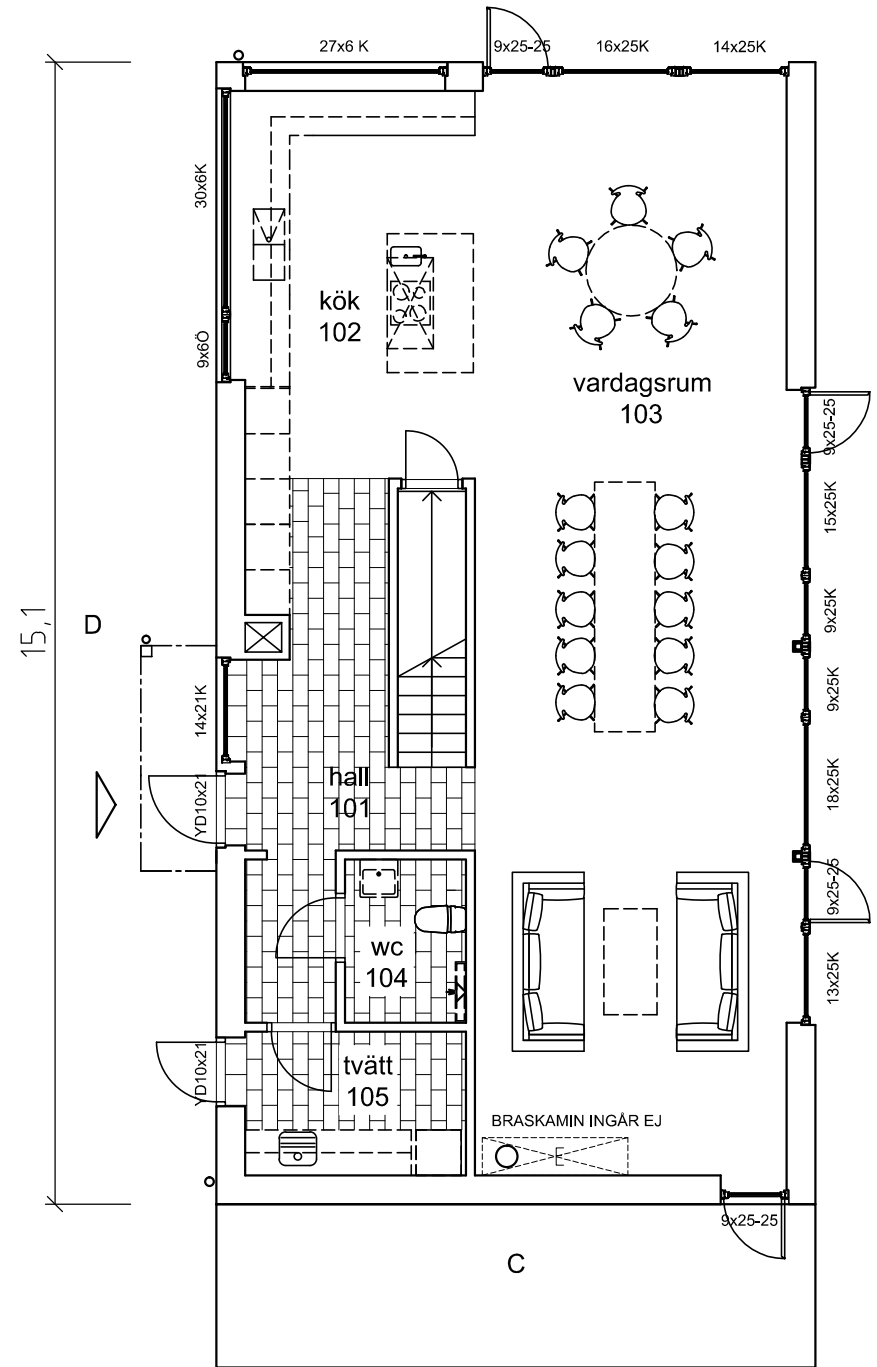 27x6 K
9x25-25
16x25K
14x25K
30x6K
9x6Ö
kök
102
vardagsrum
103
9x25-25
15x25K
9x25K
9x25K
18x25K
9x25-25
13x25K
15,1
D
14x21K
YD10x21
hall
101
wc
104
YD10x21
tvätt
105
BRASKAMIN INGÅR EJ
9x25-25
C